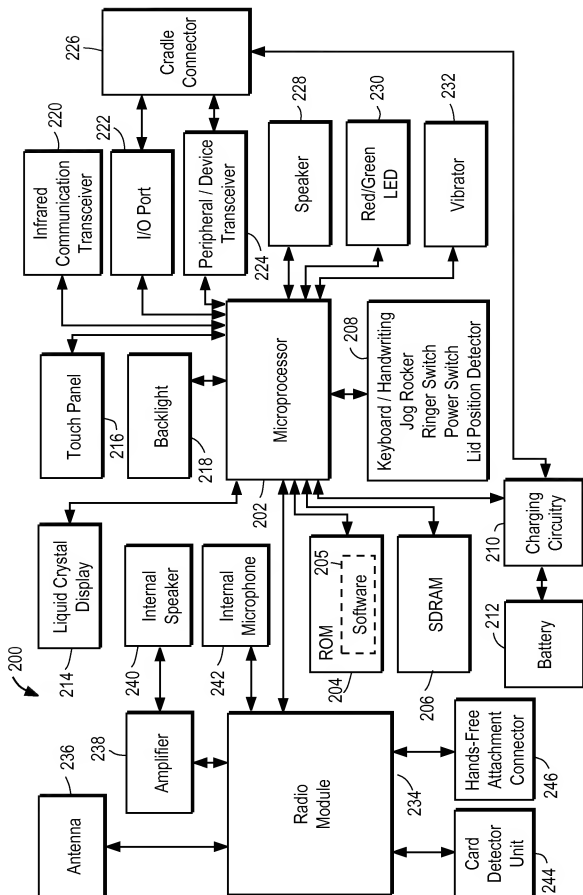 200
236
Antenna
238
Amplifier
240
Internal
Speaker
242
Internal
Microphone
214
Liquid Crystal
Display
216
Touch Panel
218
Backlight
220
Infrared
Communication
Transceiver
222
I/O Port
224
Peripheral / Device
Transceiver
226
Cradle
Connector
Radio
Module
234
202
Microprocessor
228
Speaker
230
Red/Green
LED
232
Vibrator
ROM
205
Software
204
SDRAM
206
208
Keyboard / Handwriting
Jog Rocker
Ringer Switch
Power Switch
Lid Position Detector
Card
Detector
Unit
244
Hands-Free
Attachment
Connector
246
212
Battery
210
Charging
Circuitry